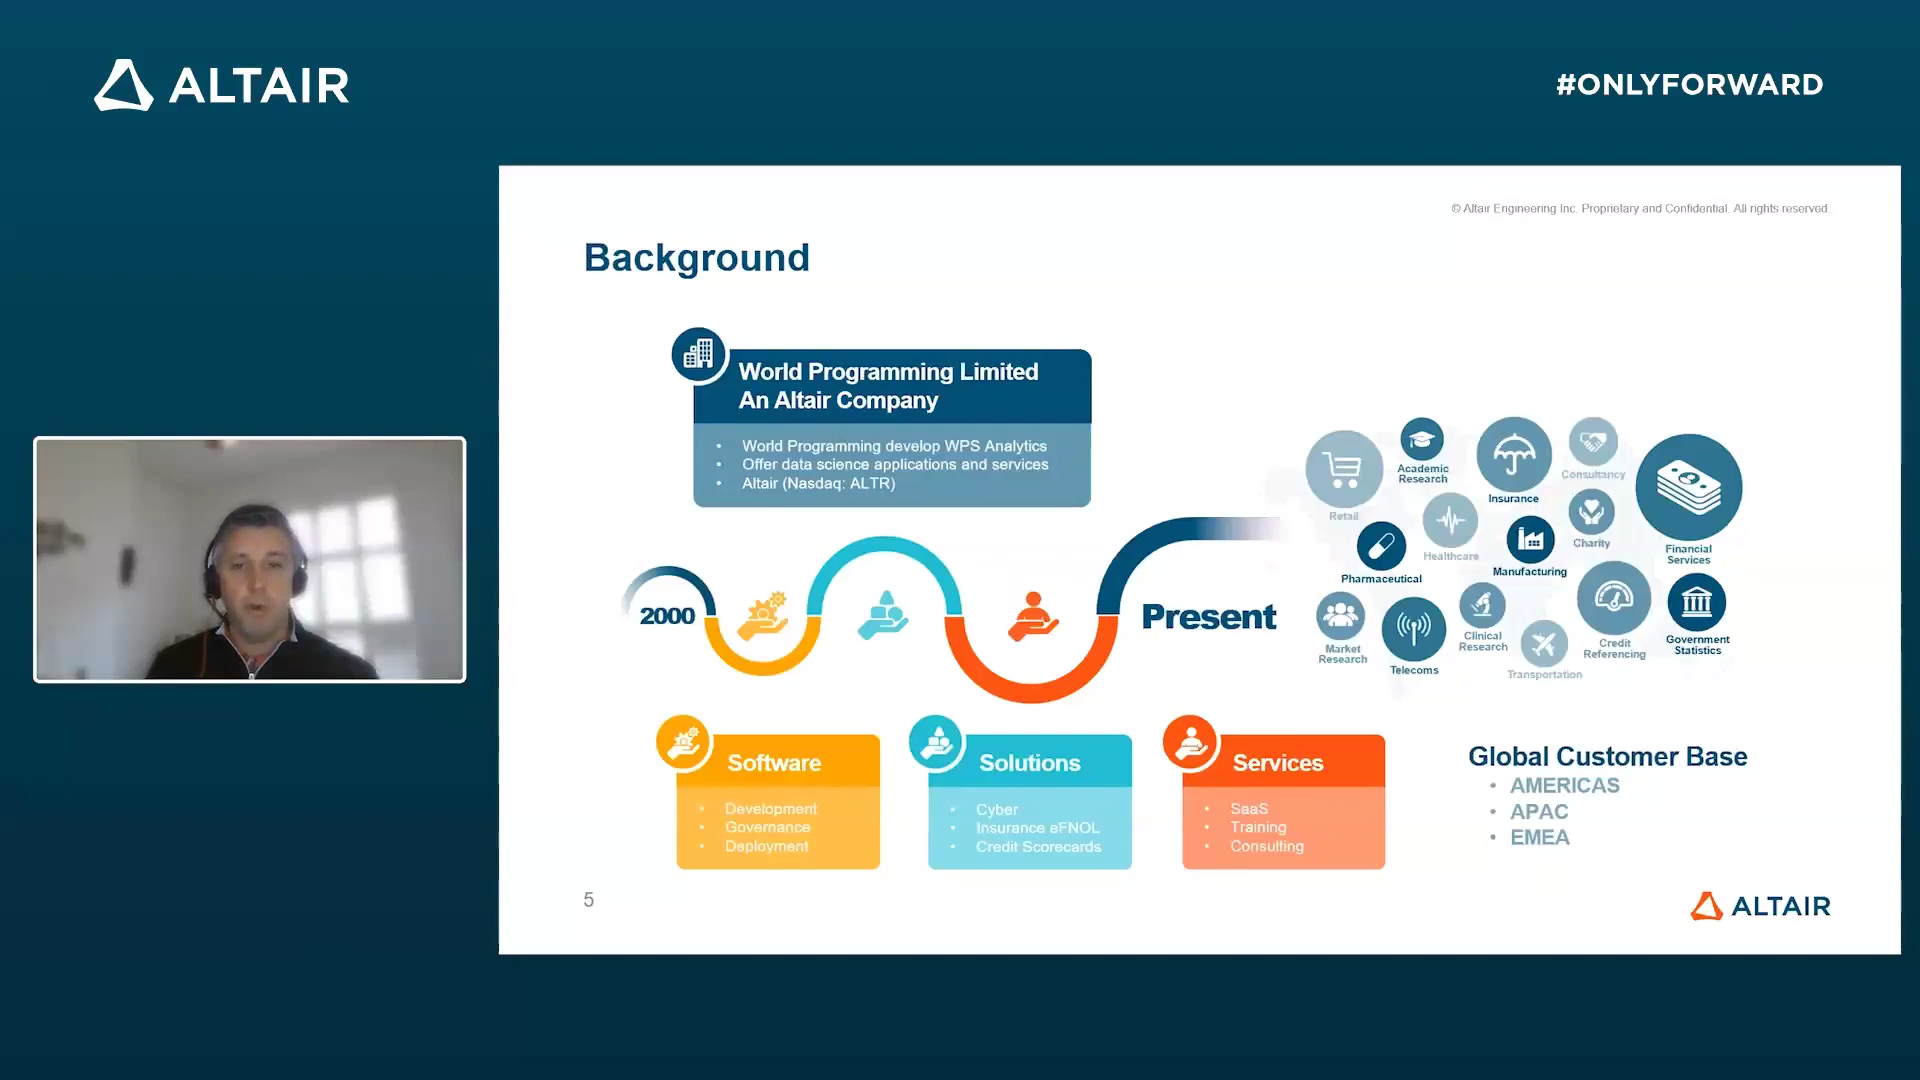 ALTAIR
#ONLYFORWARD
© Altair Engineering Inc. Proprietary and Confidential. All rights reserved.
Background
World Programming Limited
An Altair Company
• World Programming develop WPS Analytics
• Offer data science applications and services
• Altair (Nasdaq: ALTR)
2000
Present
Retail
Academic
Research
Insurance
Consultancy
Financial
Services
Healthcare
Charity
Pharmaceutical
Manufacturing
Market
Research
Telecoms
Clinical
Research
Transportation
Credit
Referencing
Government
Statistics
Software
• Development
• Governance
• Deployment
Solutions
• Cyber
• Insurance eFNOL
• Credit Scorecards
Services
• SaaS
• Training
• Consulting
Global Customer Base
• AMERICAS
• APAC
• EMEA
5
ALTAIR